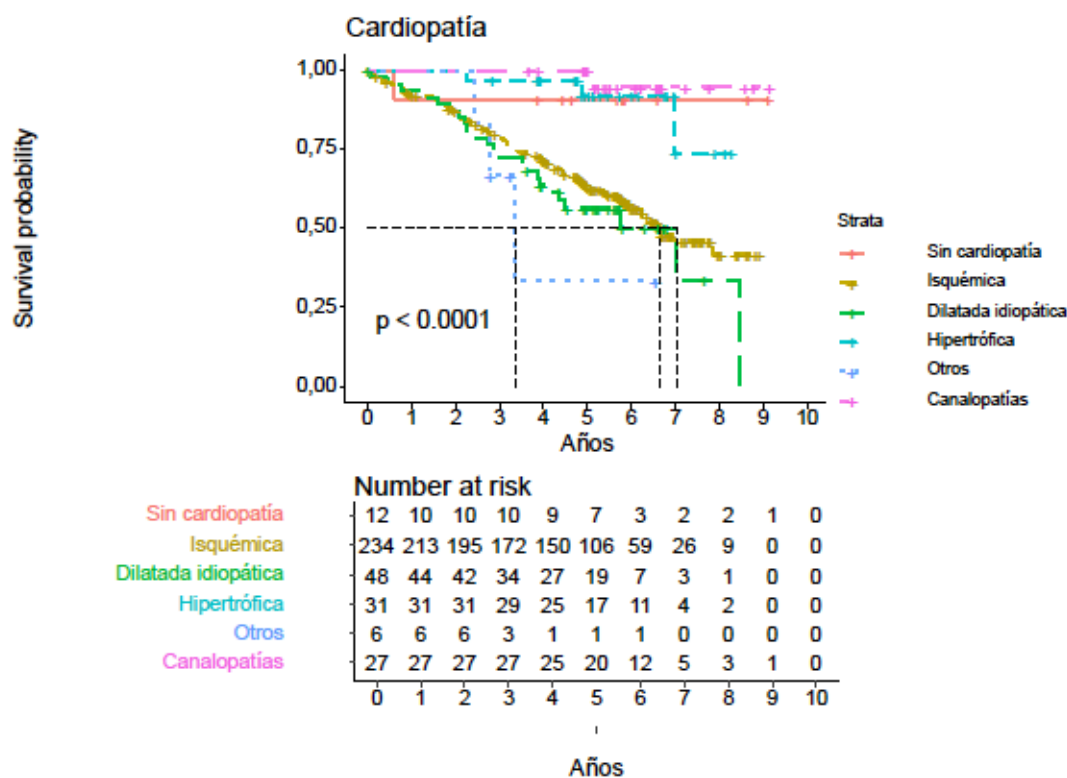 Cardiopatía
Survival probability
1,00
0,75
0,50
0,25
0,00
p < 0.0001
0 1 2 3 4 5 6 7 8 9 10
Años
Strata
Sin cardiopatía
Isquémica
Dilatada idiopática
Hipertrófica
Otros
Canalopatías
Number at risk
Sin cardiopatía 12 10 10 10 9 7 3 2 2 1 0
Isquémica 234 213 195 172 150 106 59 26 9 0 0
Dilatada idiopática 48 44 42 34 27 19 7 3 1 0 0
Hipertrófica 31 31 31 29 25 17 11 4 2 0 0
Otros 6 6 6 3 1 1 1 0 0 0 0
Canalopatías 27 27 27 27 25 20 12 5 3 1 0
0 1 2 3 4 5 6 7 8 9 10
Años